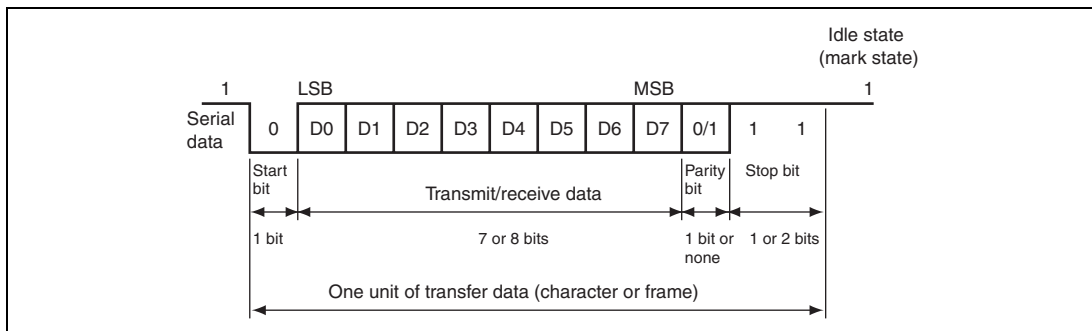 Idle state
(mark state)
1 LSB MSB 1
Serial
data
0 D0 D1 D2 D3 D4 D5 D6 D7 0/1 1 1
Start
bit
Transmit/receive data
Parity
bit
Stop bit
1 bit
7 or 8 bits
1 bit or
none
1 or 2 bits
One unit of transfer data (character or frame)